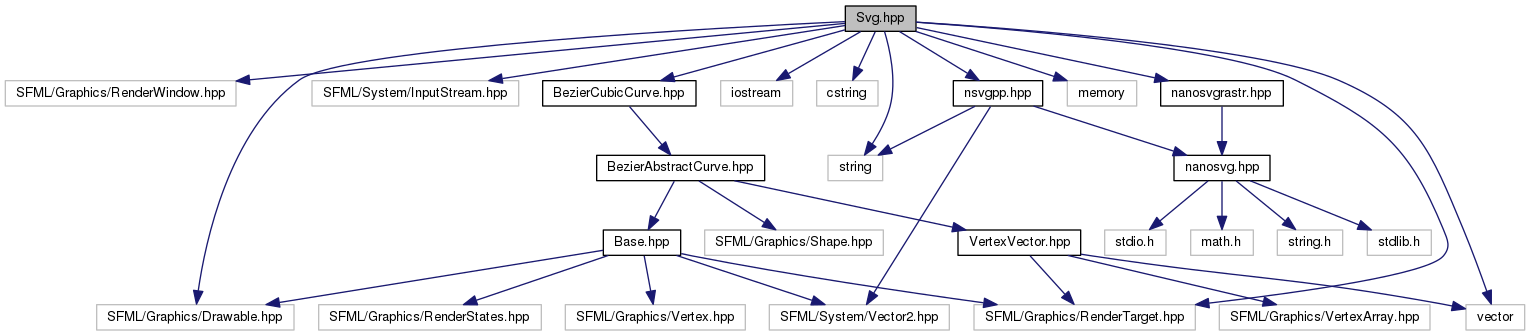 Svg.hpp
SFML/Graphics/RenderWindow.hpp
SFML/System/InputStream.hpp
BezierCubicCurve.hpp
iostream
cstring
nsvgpp.hpp
memory
nanosvgrastr.hpp
BezierAbstractCurve.hpp
string
nanosvg.hpp
Base.hpp
SFML/Graphics/Shape.hpp
VertexVector.hpp
stdio.h
math.h
string.h
stdlib.h
SFML/Graphics/Drawable.hpp
SFML/Graphics/RenderStates.hpp
SFML/Graphics/Vertex.hpp
SFML/System/Vector2.hpp
SFML/Graphics/RenderTarget.hpp
SFML/Graphics/VertexArray.hpp
vector